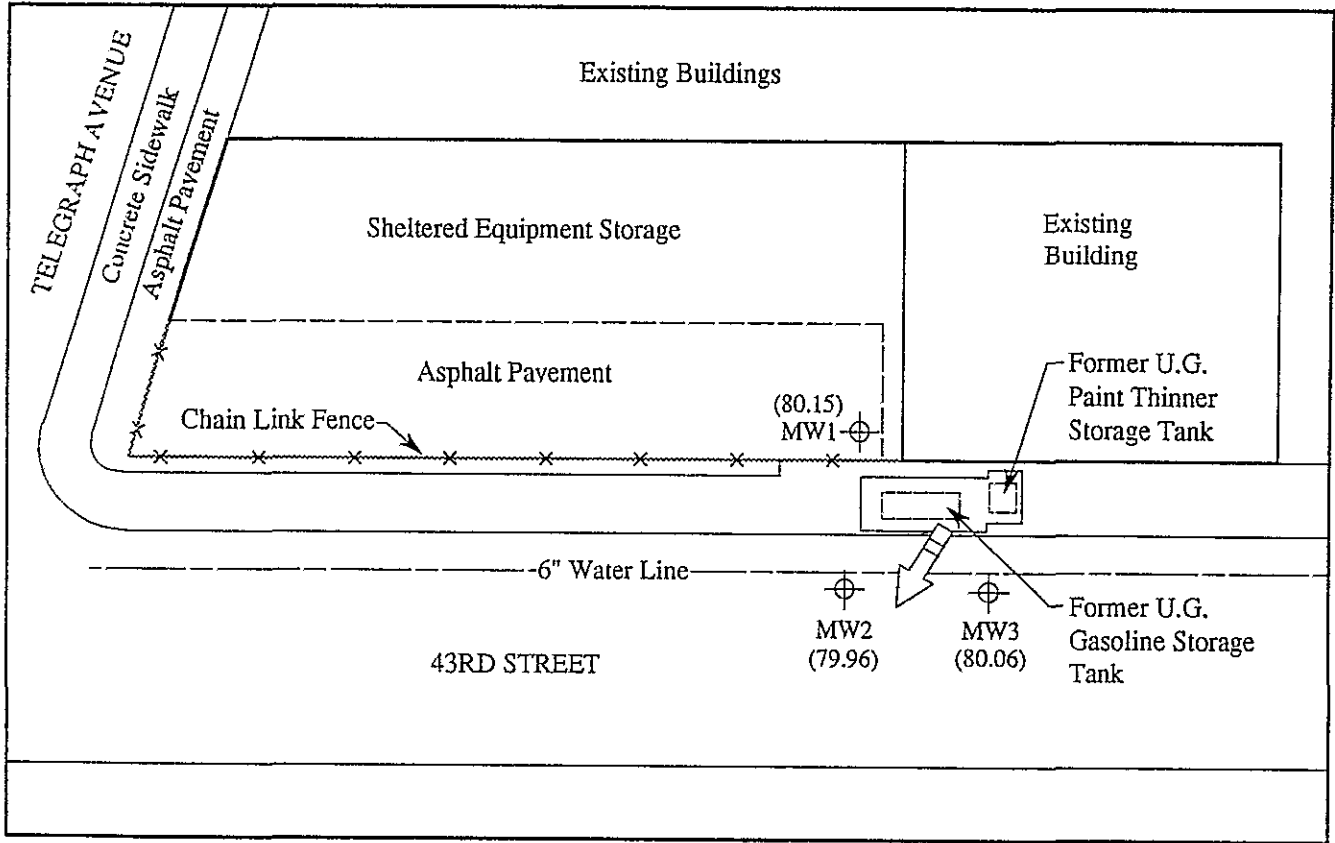 Existing Buildings
TELEGRAPH AVENUE
Concrete Sidewalk
Asphalt Pavement
Sheltered Equipment Storage
Existing
Building
Asphalt Pavement
Former U.G.
Paint Thinner
Storage Tank
(80.15)
MW1
Chain Link Fence
6" Water Line
MW2
(79.96)
MW3
(80.06)
Former U.G.
Gasoline Storage
Tank
43RD STREET